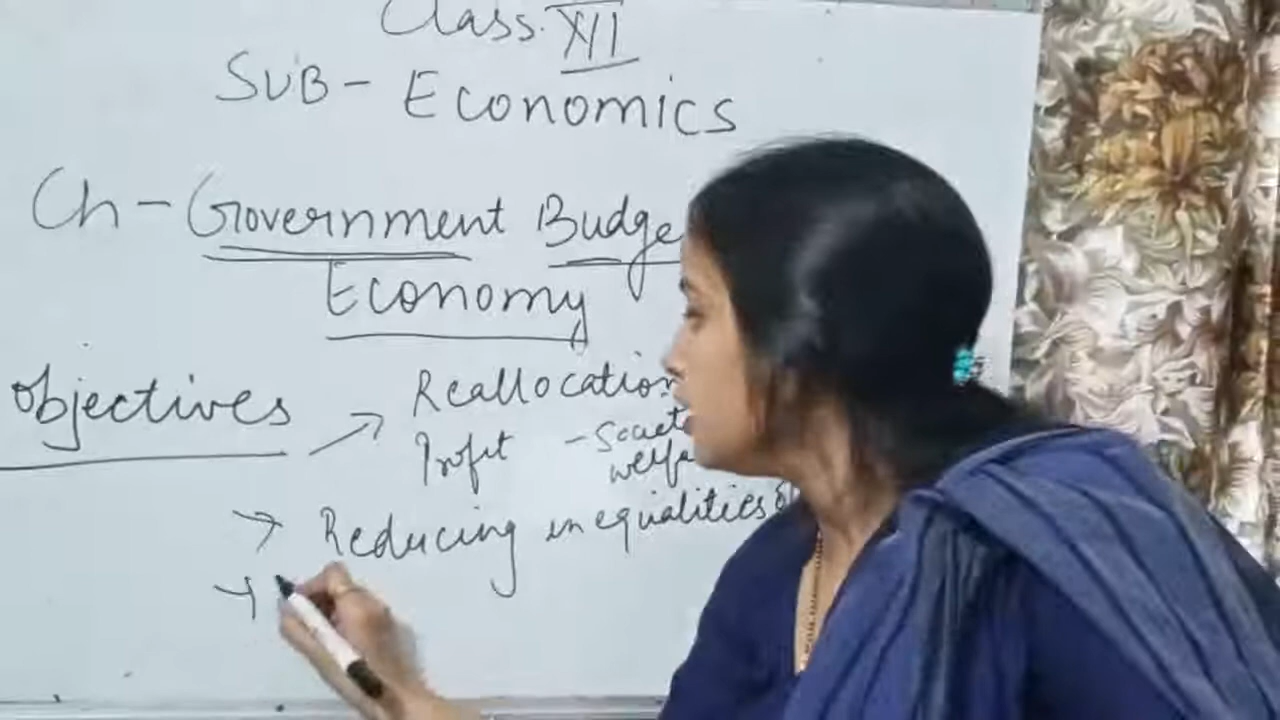 Class. XII
SUB - Economics
Ch - Government Budge
Economy
Objectives → Reallocation
Profit - Societ
welfa
→ Reducing inequalities o
→